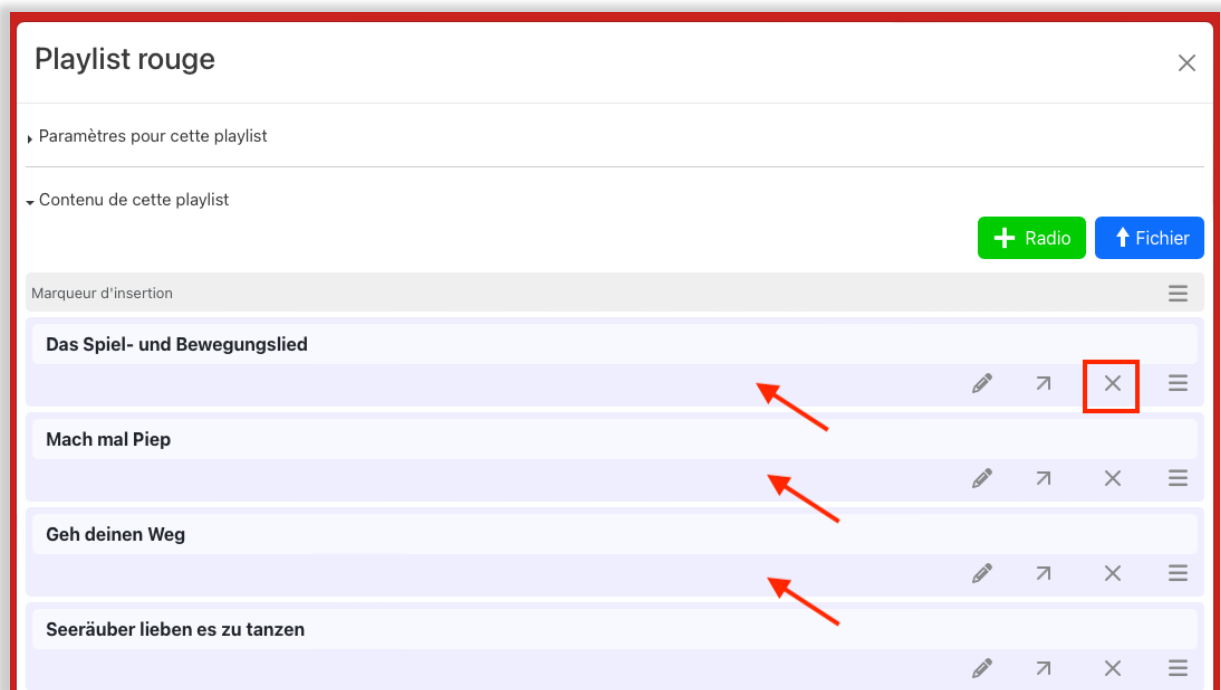 Playlist rouge
Paramètres pour cette playlist
Contenu de cette playlist
Radio
Fichier
Marqueur d'insertion
Das Spiel- und Bewegungslied
Mach mal Piep
Geh deinen Weg
Seeräuber lieben es zu tanzen